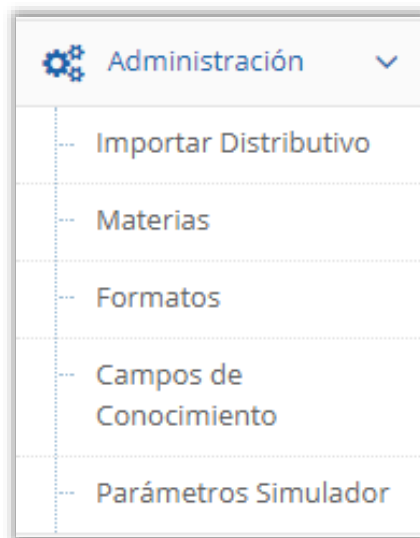 Administración
Importar Distributivo
Materias
Formatos
Campos de
Conocimiento
Parámetros Simulador